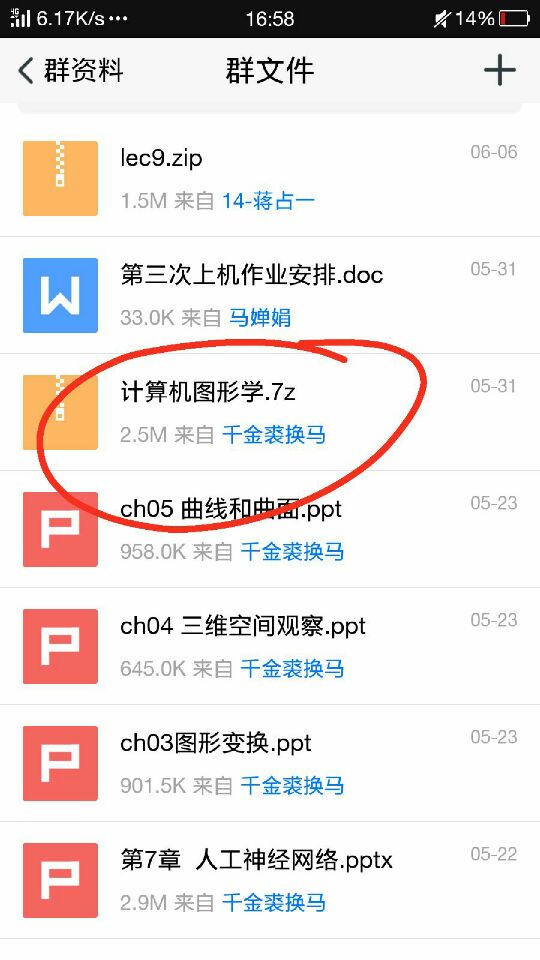 4G 6.17K/s 16:58 14%
群资料 群文件
lec9.zip 06-06
1.5M 来自 14-蒋占一
第三次上机作业安排.doc 05-31
33.0K 来自 马婵娟
计算机图形学.7z 05-31
2.5M 来自 千金裘换马
ch05 曲线和曲面.ppt 05-23
958.0K 来自 千金裘换马
ch04 三维空间观察.ppt 05-23
645.0K 来自 千金裘换马
ch03图形变换.ppt 05-23
901.5K 来自 千金裘换马
第7章 人工神经网络.pptx 05-22
2.9M 来自 千金裘换马